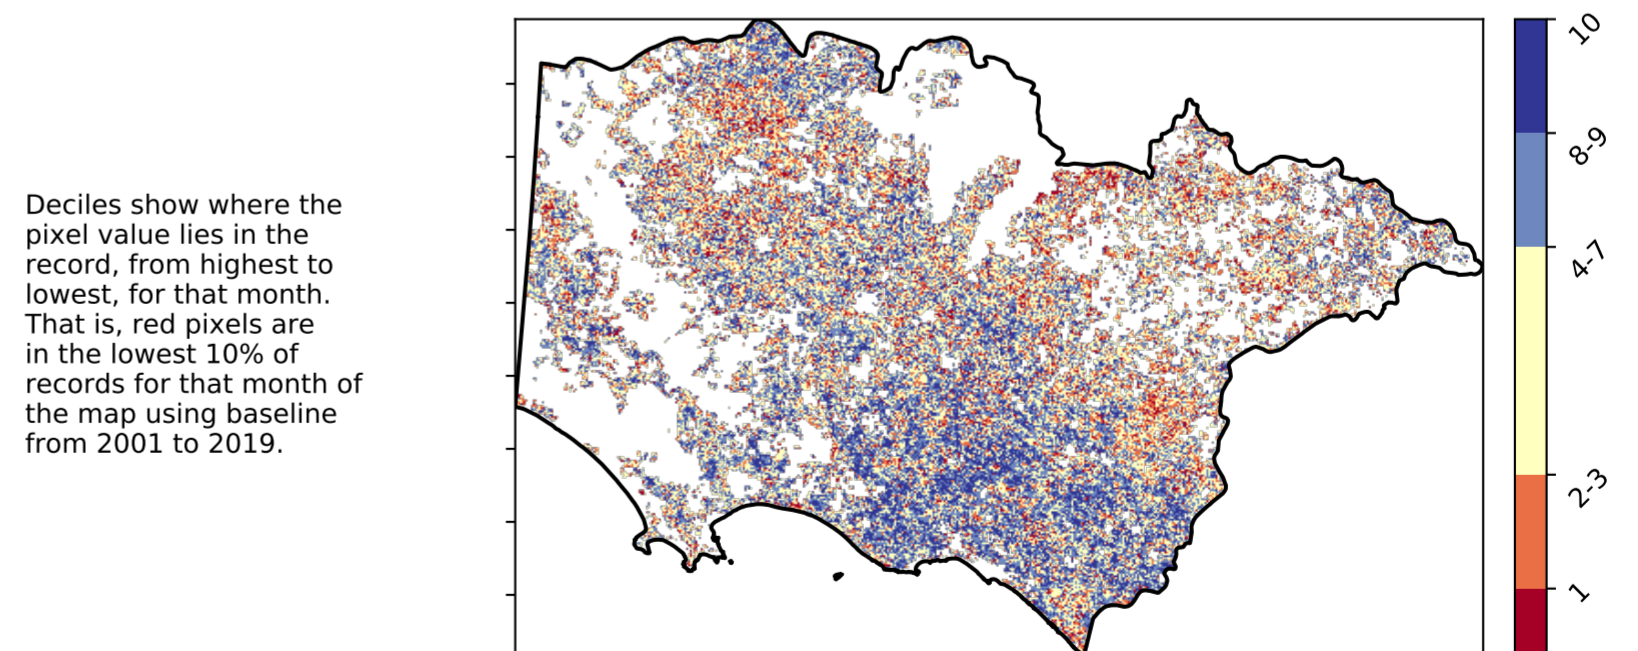 Deciles show where the
pixel value lies in the
record, from highest to
lowest, for that month.
That is, red pixels are
in the lowest 10% of
records for that month of
the map using baseline
from 2001 to 2019.
10
8-9
4-7
2-3
1